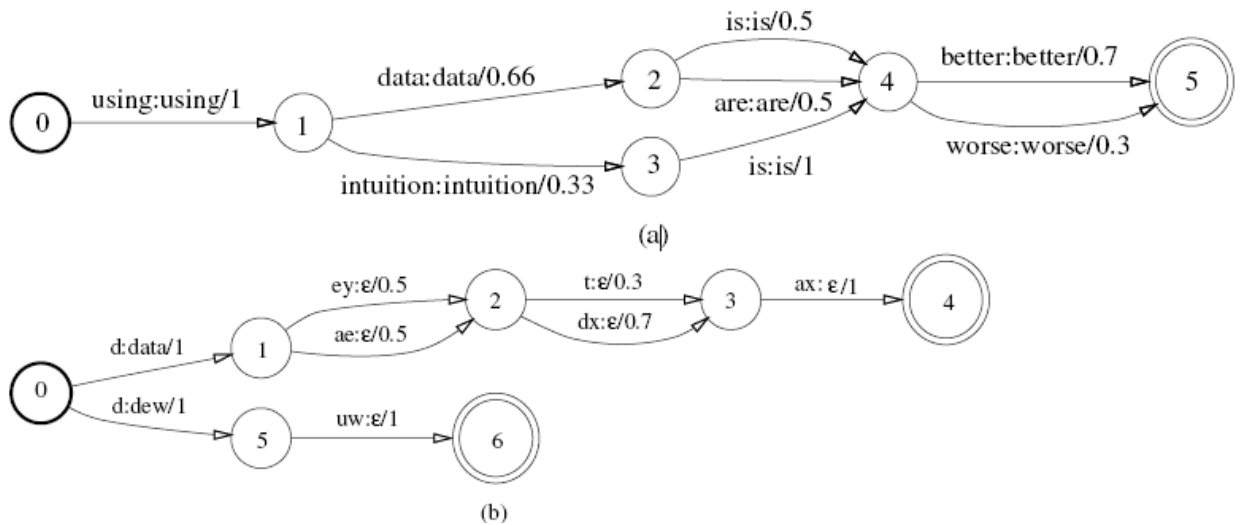 is:is/0.5
data:data/0.66
better:better/0.7
using:using/1
0
1
2
4
5
are:are/0.5
3
worse:worse/0.3
intuition:intuition/0.33
is:is/1
(a)
ey:ε/0.5
t:ε/0.3
ax: ε/1
2
3
4
d:data/1
ae:ε/0.5
dx:ε/0.7
1
0
d:dew/1
uw:ε/1
5
6
(b)